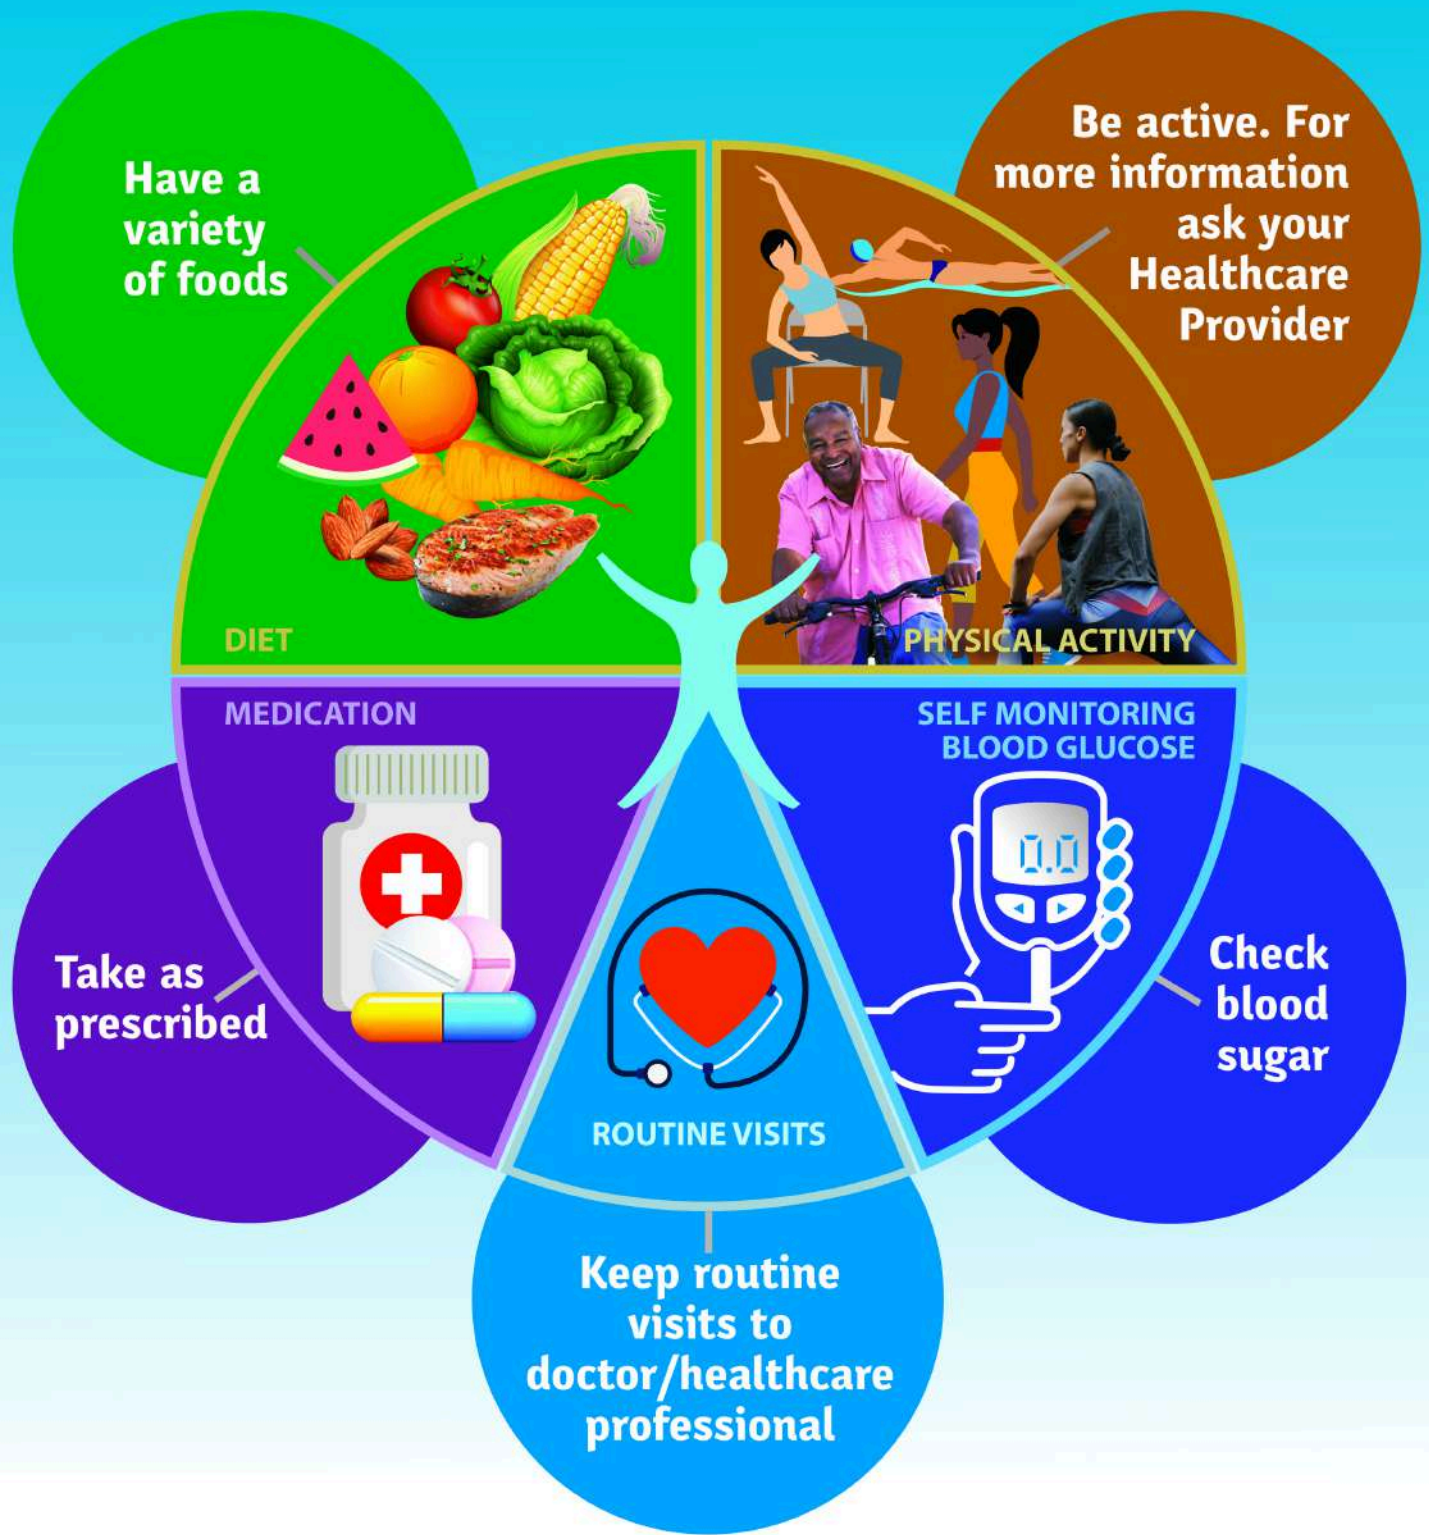 Have a
variety
of foods
Be active. For
more information
ask your
Healthcare
Provider
DIET
PHYSICAL ACTIVITY
MEDICATION
SELF MONITORING
BLOOD GLUCOSE
0.0
Take as
prescribed
Check
blood
sugar
ROUTINE VISITS
Keep routine
visits to
doctor/healthcare
professional